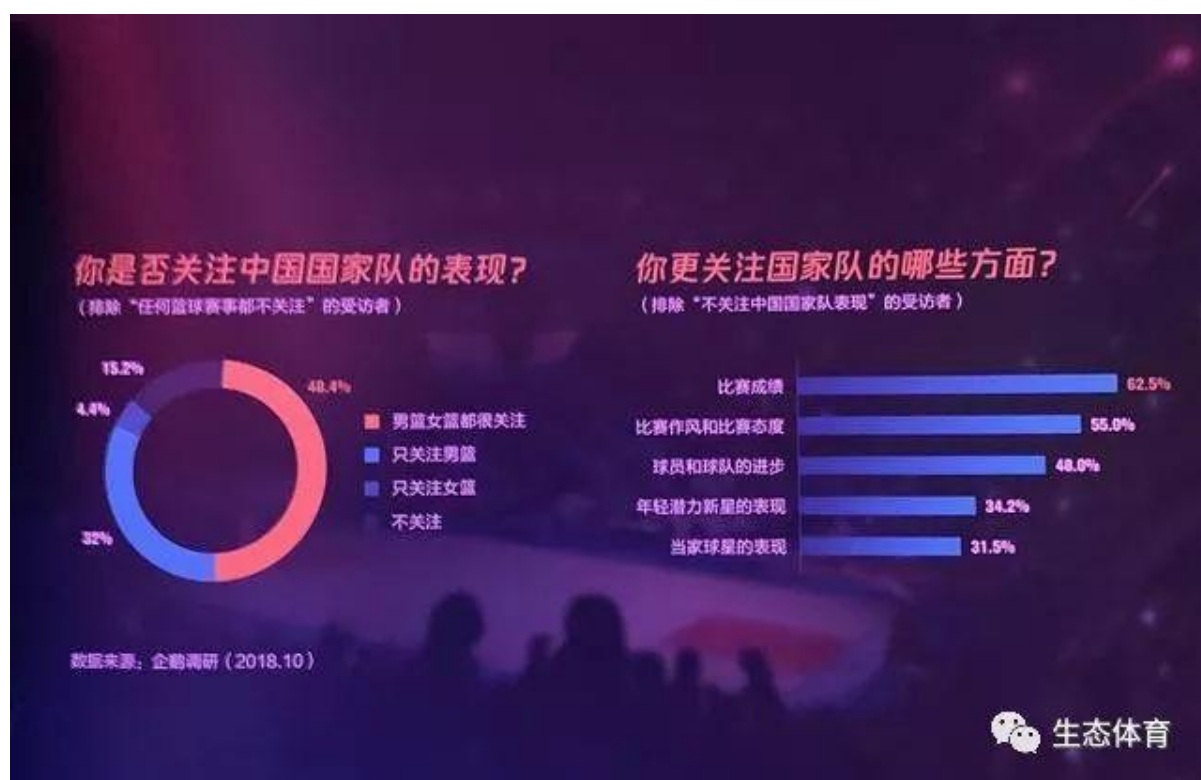 你是否关注中国国家队的表现?
(排除“任何篮球赛事都不关注”的受访者)
15.2%
48.4%
4.4%
32%
男篮女篮都很关注
只关注男篮
只关注女篮
不关注
你更关注国家队的哪些方面?
(排除“不关注中国国家队表现”的受访者)
比赛成绩
62.5%
比赛作风和比赛态度
55.0%
球员和球队的进步
48.0%
年轻潜力新星的表现
34.2%
当家球星的表现
31.5%
数据来源：企鹅调研(2018.10)
生态体育